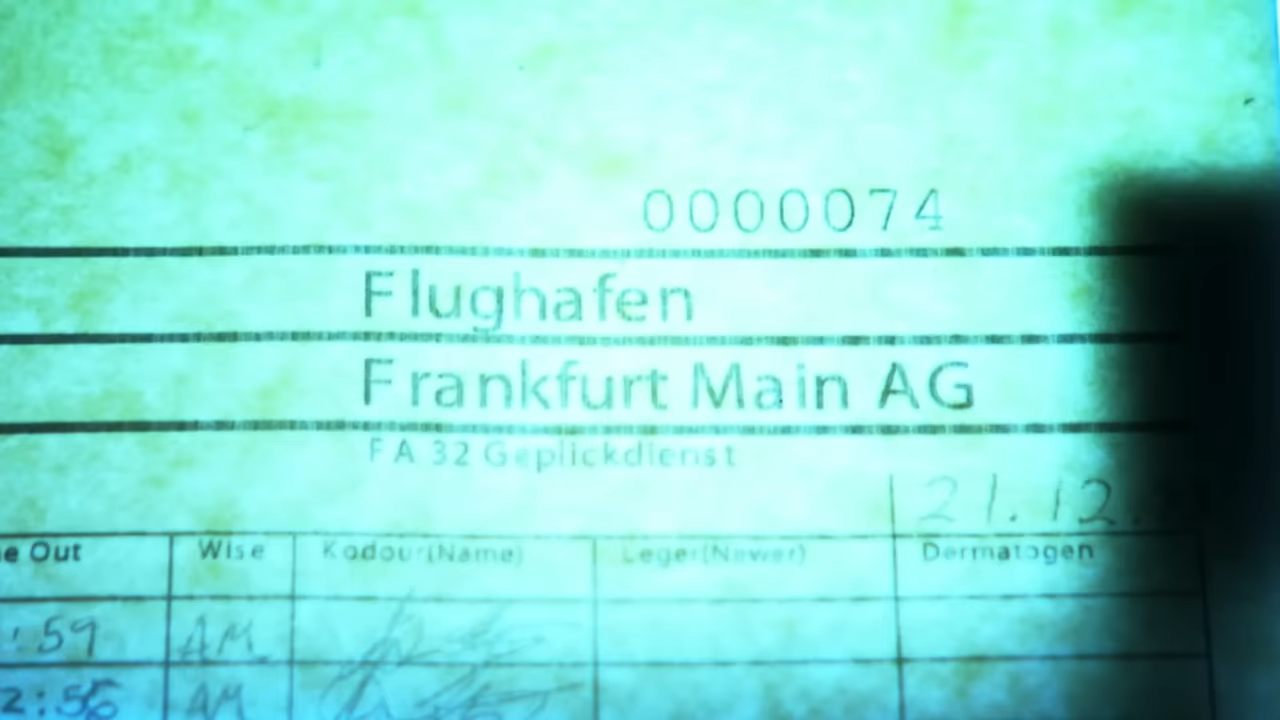 0000074
Flughafen
Frankfurt Main AG
FA 32 Geplickdienst
21.12.
e Out Wise Kodour(Name) Leger(Newer) Dermatogen
:59 AM
2:56 AM